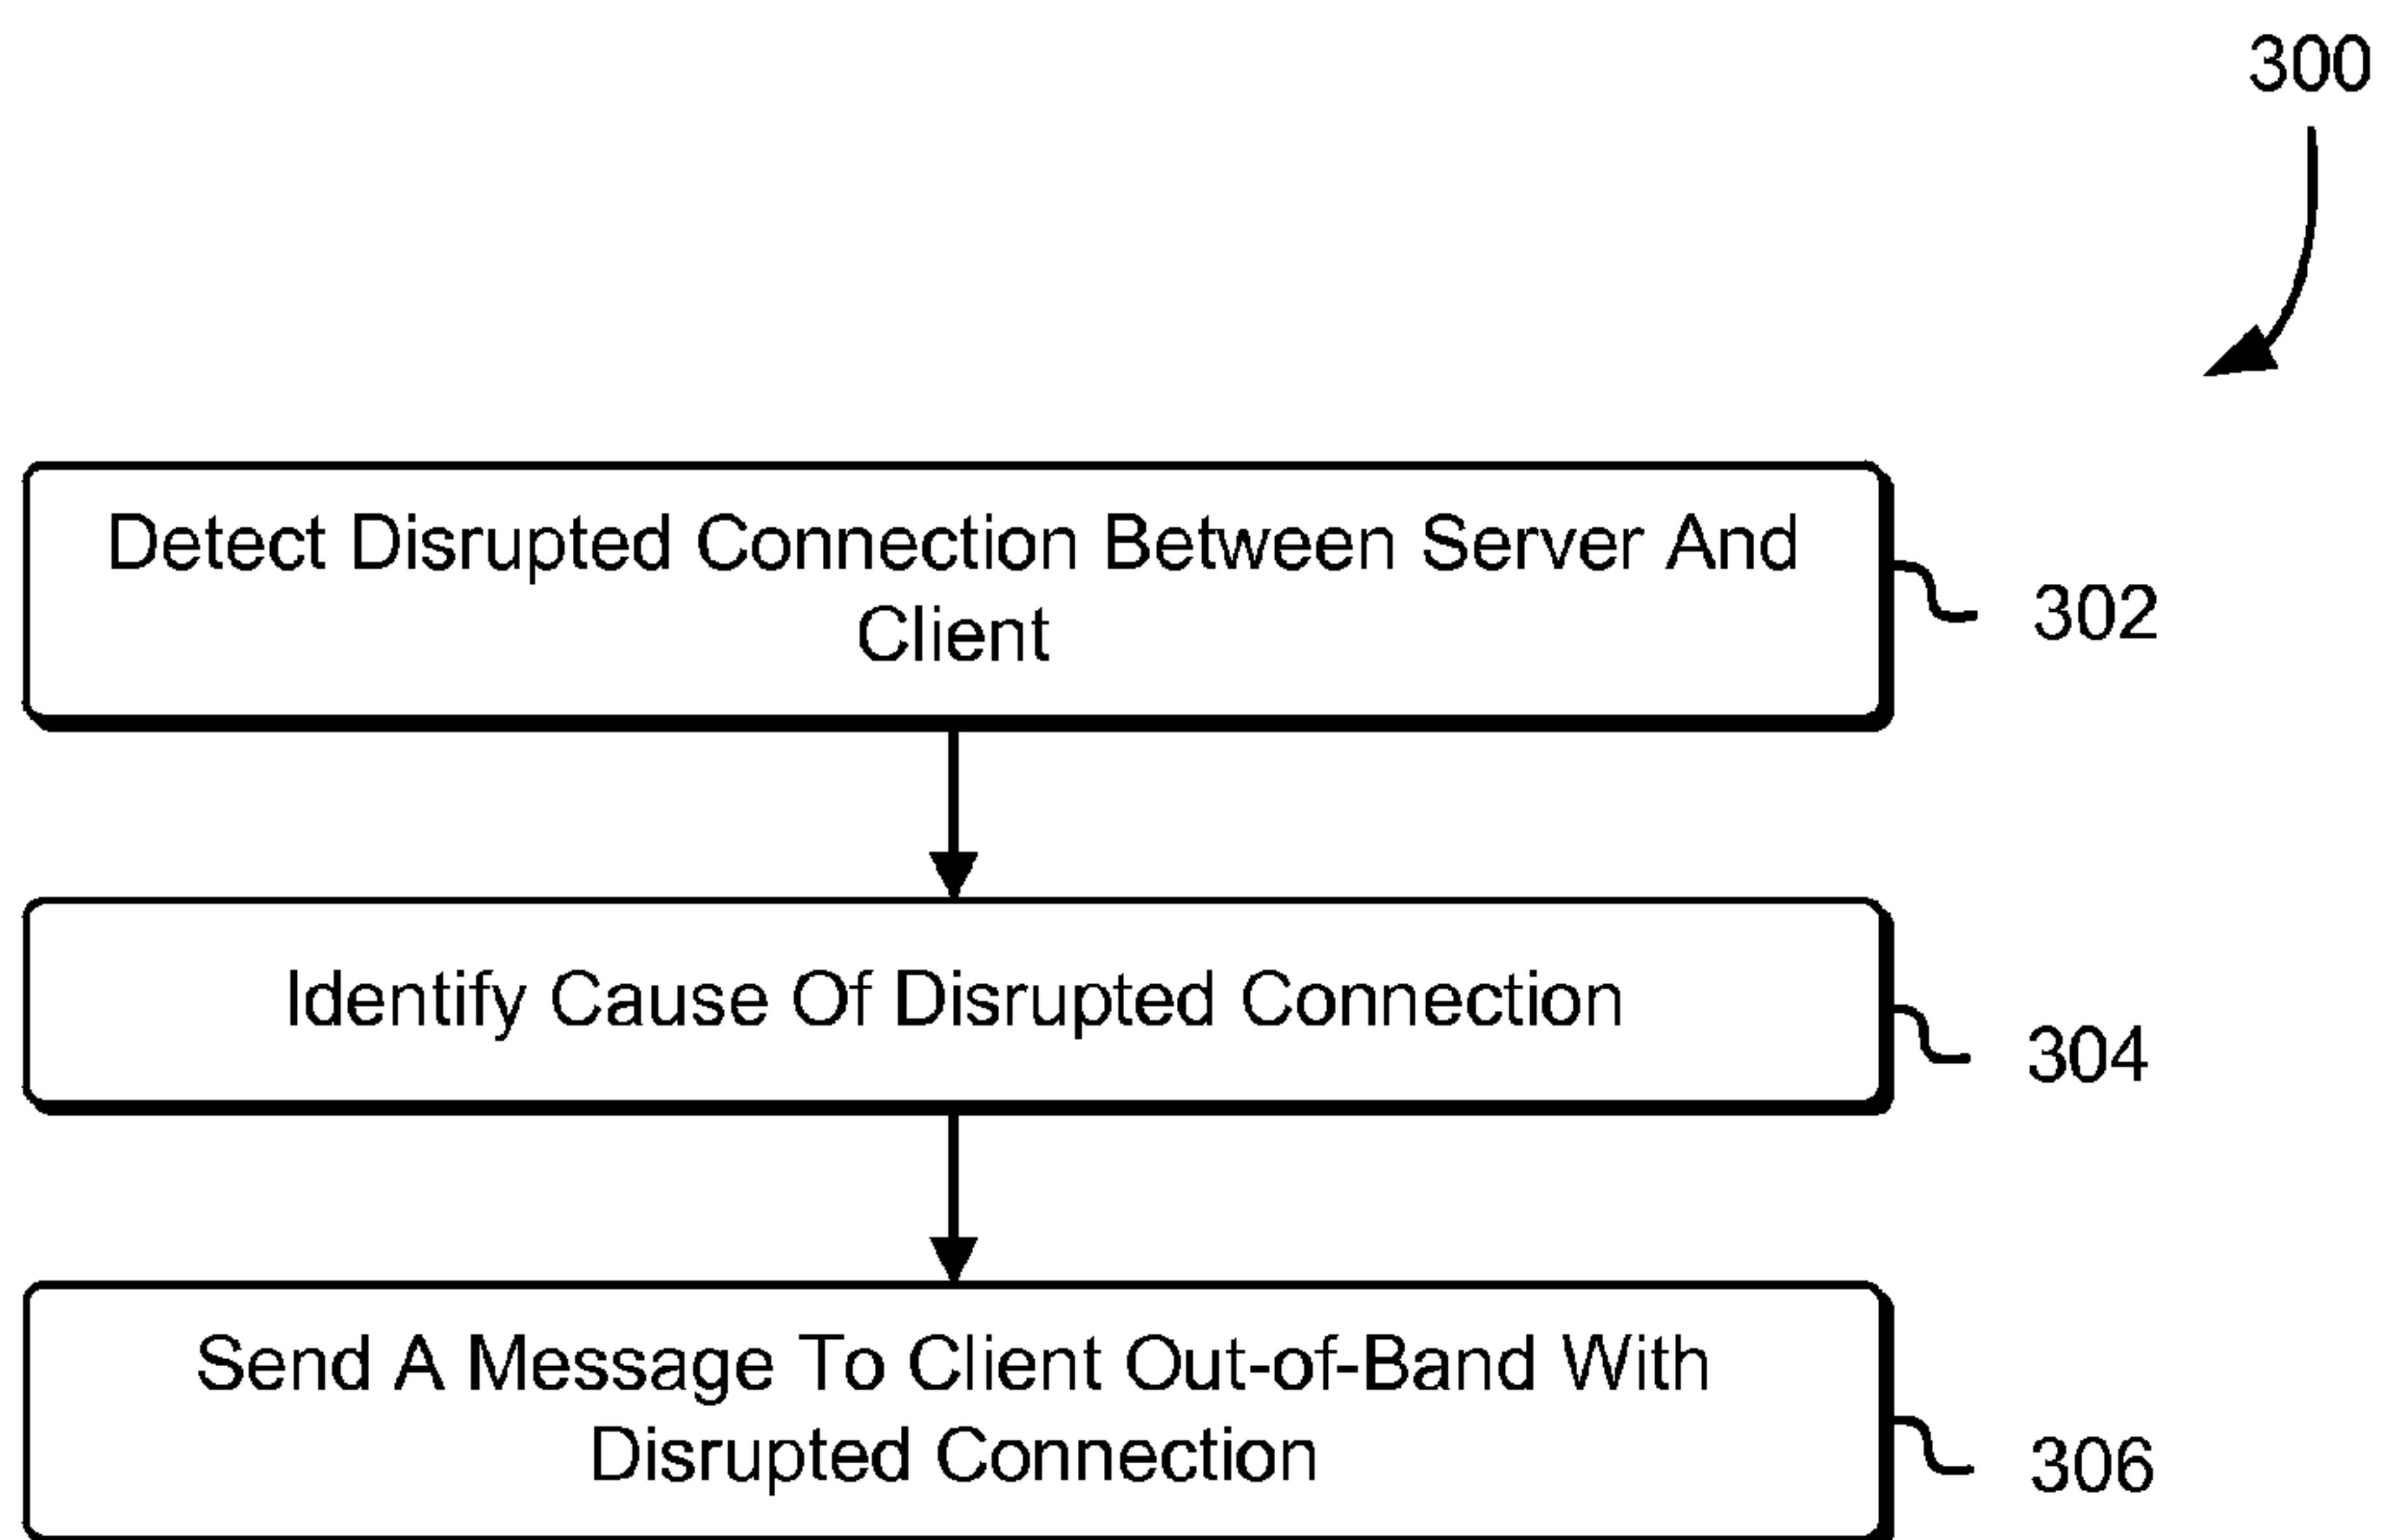 300
Detect Disrupted Connection Between Server And
Client
302
Identify Cause Of Disrupted Connection
304
Send A Message To Client Out-of-Band With
Disrupted Connection
306